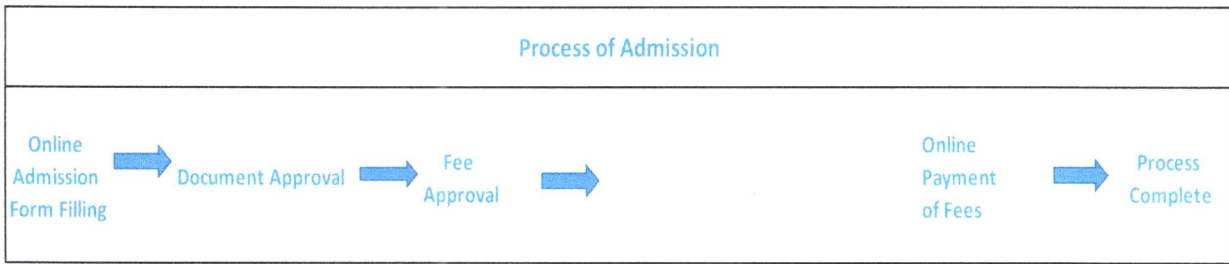 Process of Admission
Online
Admission
Form Filling
Document Approval
Fee
Approval
Online
Payment
of Fees
Process
Complete